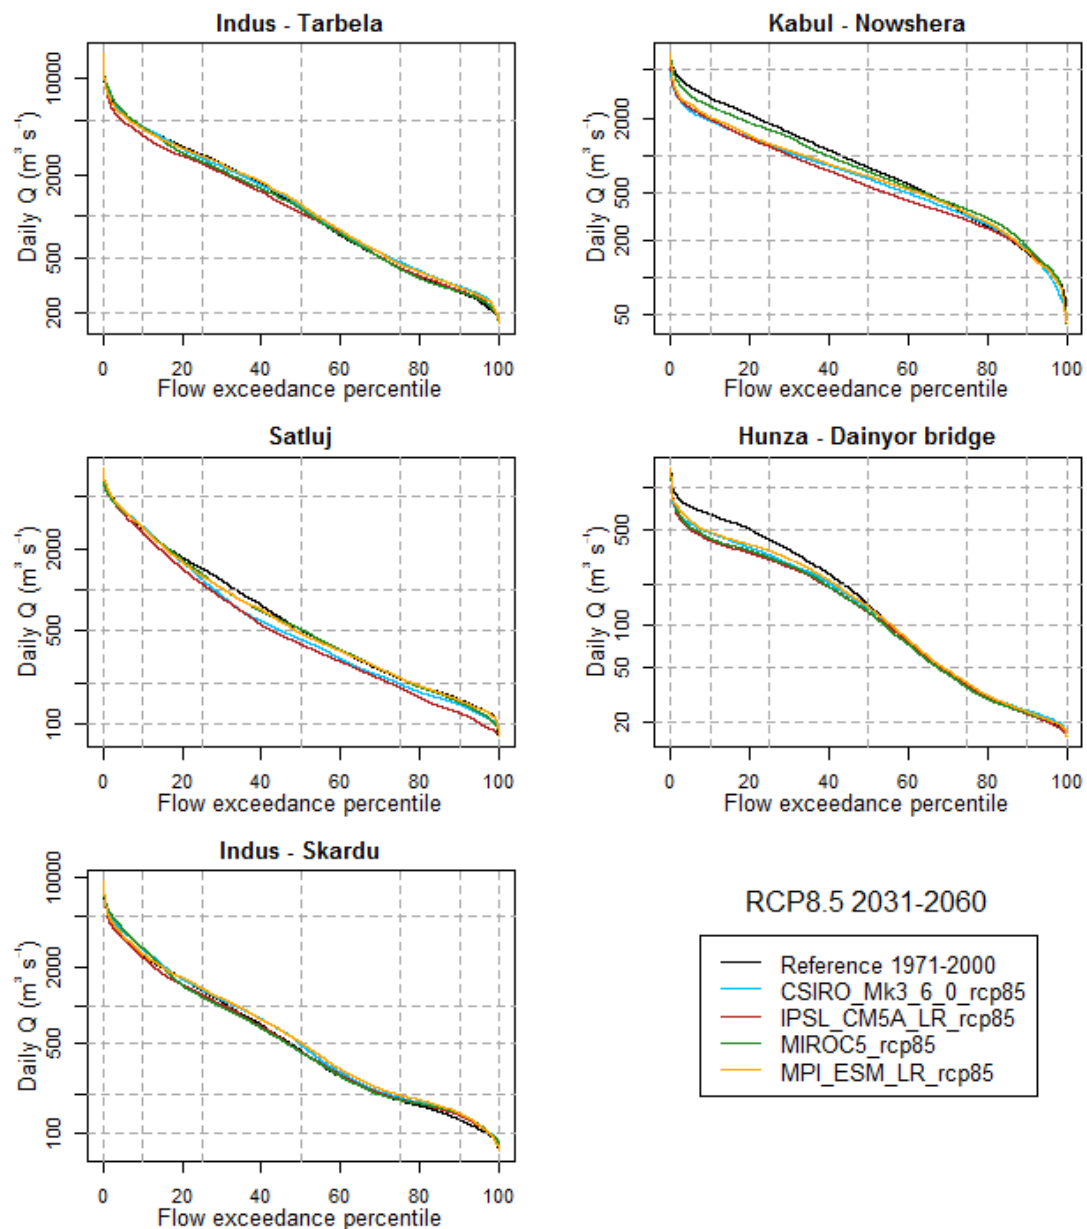 Indus - Tarbela
Daily Q (m³ s⁻¹)
10000
2000
500
200
0 20 40 60 80 100
Flow exceedance percentile
Kabul - Nowshera
Daily Q (m³ s⁻¹)
2000
500
200
50
0 20 40 60 80 100
Flow exceedance percentile
Satluj
Daily Q (m³ s⁻¹)
2000
500
100
0 20 40 60 80 100
Flow exceedance percentile
Hunza - Dainyor bridge
Daily Q (m³ s⁻¹)
500
100
50
20
0 20 40 60 80 100
Flow exceedance percentile
Indus - Skardu
Daily Q (m³ s⁻¹)
10000
2000
500
100
0 20 40 60 80 100
Flow exceedance percentile
RCP8.5 2031-2060
Reference 1971-2000
CSIRO_Mk3_6_0_rcp85
IPSL_CM5A_LR_rcp85
MIROC5_rcp85
MPI_ESM_LR_rcp85